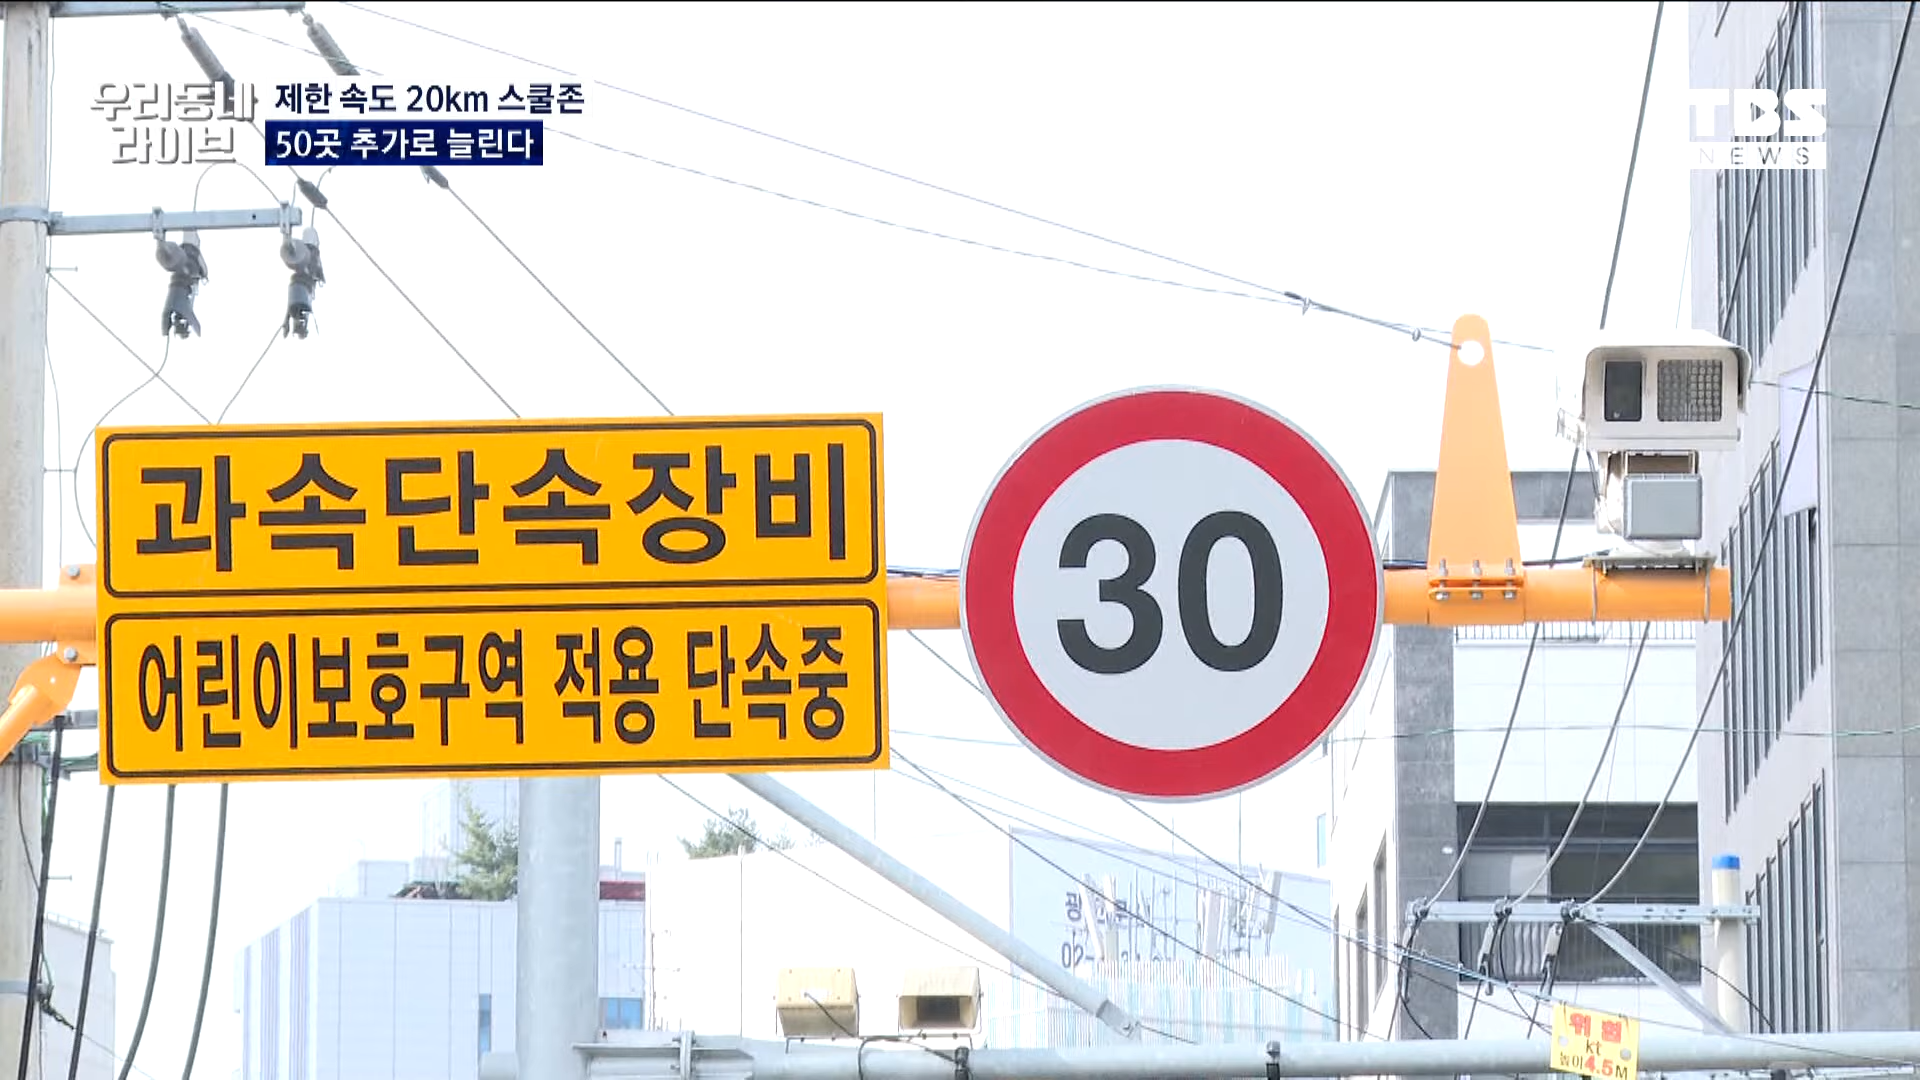 우리동네
라이브
제한 속도 20km 스쿨존
50곳 추가로 늘린다
TBS
NEWS
과속단속장비
어린이보호구역 적용 단속중
30
위험
kt
높이4.5M